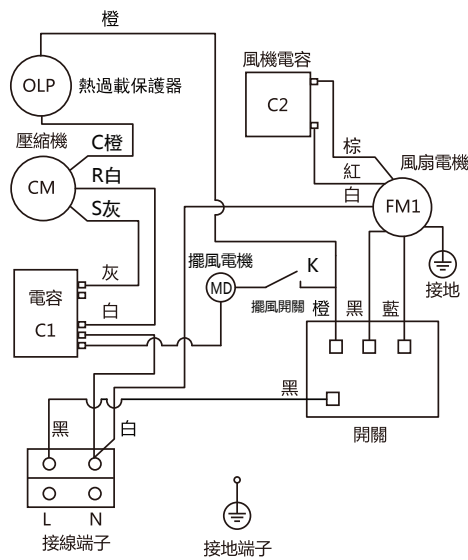 橙
OLP 熱過載保護器
風機電容
C2
壓縮機
C橙
棕
CM
R白
紅
風扇電機
白
FM1
S灰
灰
擺風電機
K
接地
電容
C1
白
MD
擺風開關
橙
黑
藍
黑
黑
白
開關
L
N
接線端子
接地端子